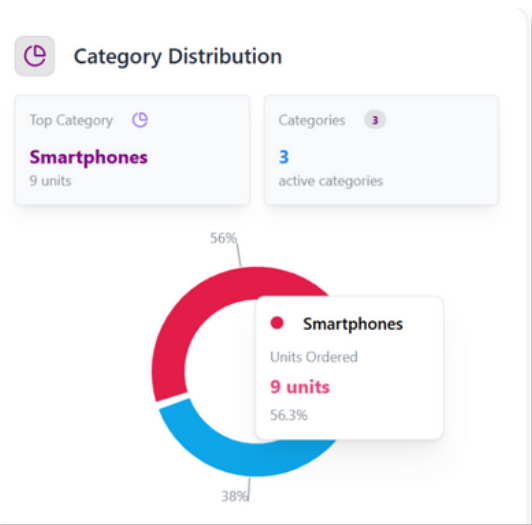 Category Distribution
Top Category
Smartphones
9 units
Categories 3
3
active categories
56%
Smartphones
Units Ordered
9 units
56.3%
38%